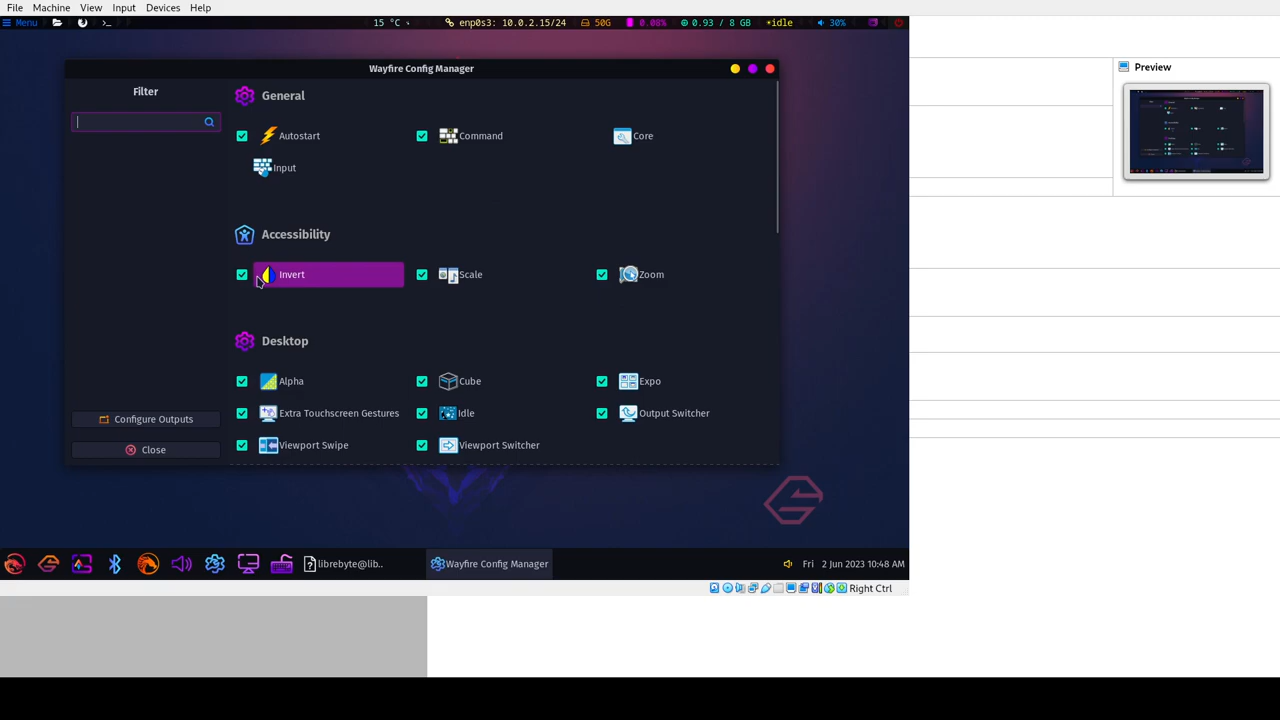 File Machine View Input Devices Help
Menu 15 °C enp0s3: 10.0.2.15/24 50G 0.08% 0.93 / 8 GB idle 30%
Wayfire Config Manager
Preview
Filter
General
Autostart Command Core
Input
Accessibility
Invert Scale Zoom
Desktop
Alpha Cube Expo
Extra Touchscreen Gestures Idle Output Switcher
Viewport Swipe Viewport Switcher
Configure Outputs
Close
librebyte@lib.. Wayfire Config Manager Fri 2 Jun 2023 10:48 AM
Right Ctrl